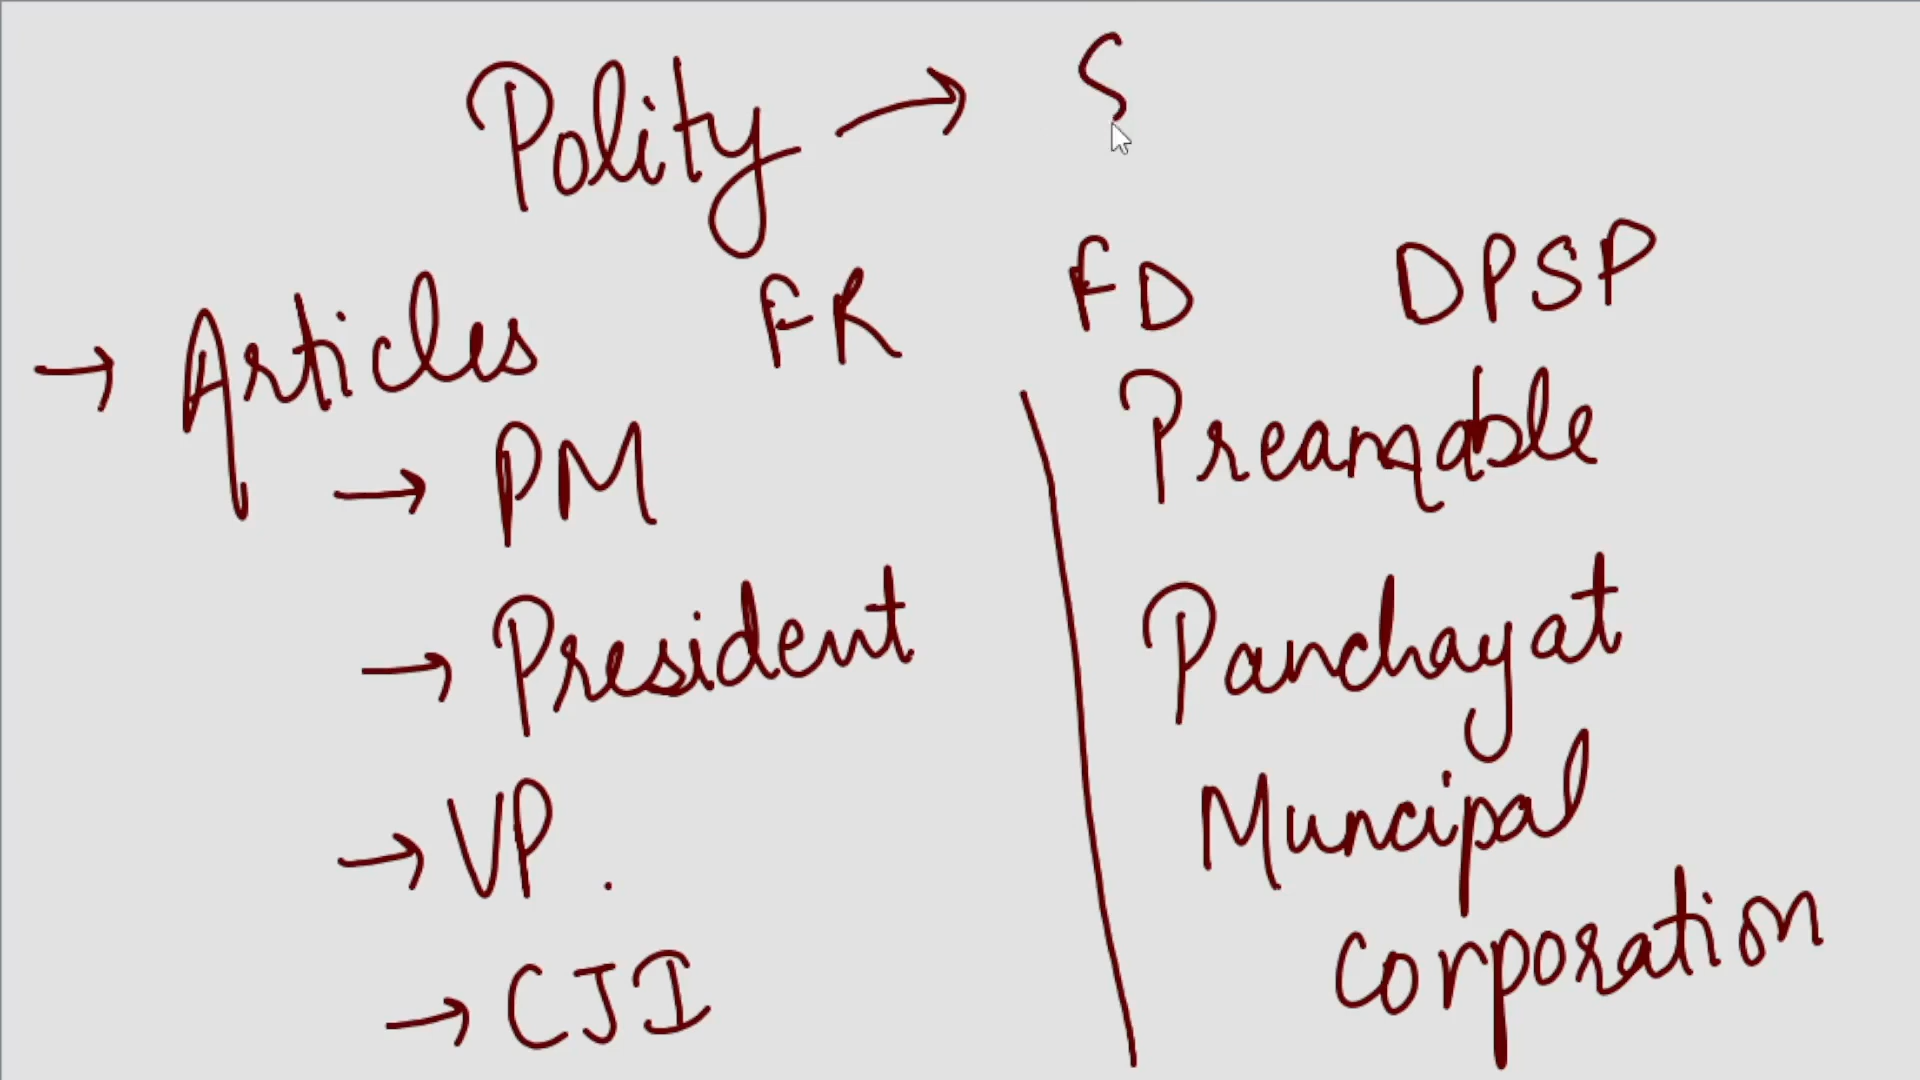 Polity → S
→ Articles FR FD DPSP
→ PM
→ President
→ VP.
→ CJI
Preamable
Panchayat
Muncipal
Corporation